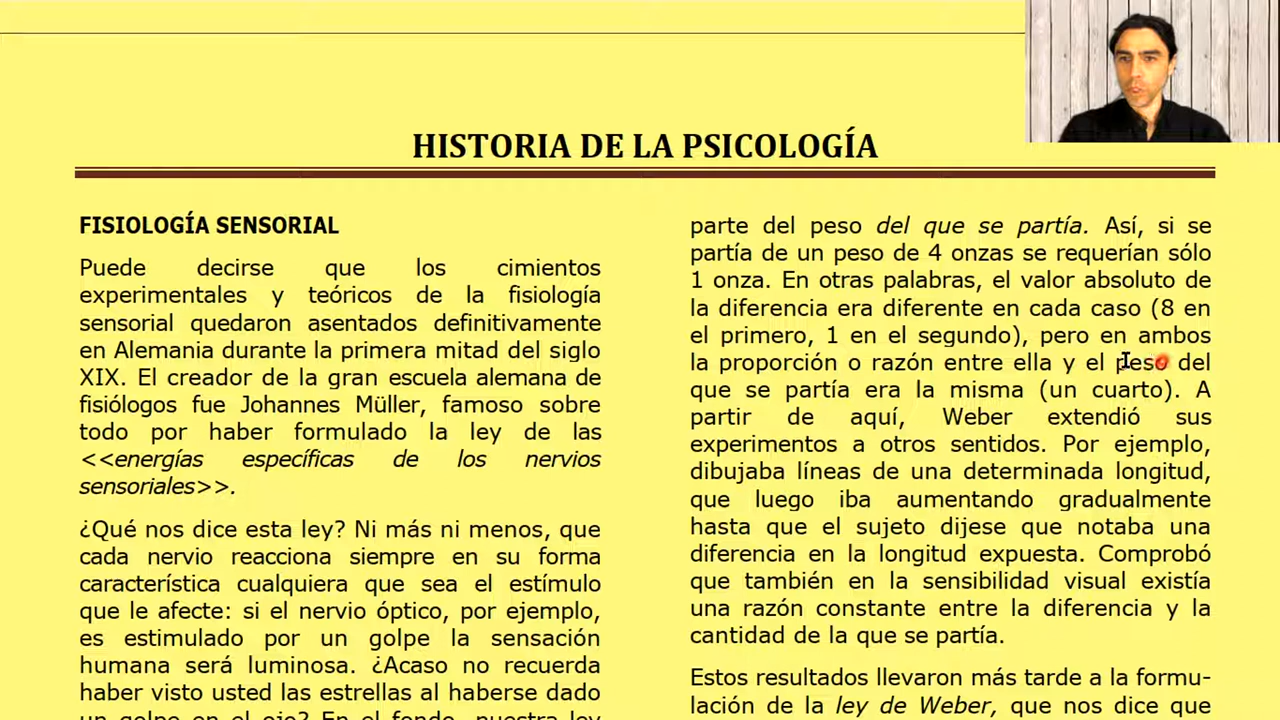 HISTORIA DE LA PSICOLOGÍA
FISIOLOGÍA SENSORIAL
Puede decirse que los cimientos
experimentales y teóricos de la fisiología
sensorial quedaron asentados definitivamente
en Alemania durante la primera mitad del siglo
XIX. El creador de la gran escuela alemana de
fisiólogos fue Johannes Müller, famoso sobre
todo por haber formulado la ley de las
<<energías específicas de los nervios
sensoriales>>.
¿Qué nos dice esta ley? Ni más ni menos, que
cada nervio reacciona siempre en su forma
característica cualquiera que sea el estímulo
que le afecte: si el nervio óptico, por ejemplo,
es estimulado por un golpe la sensación
humana será luminosa. ¿Acaso no recuerda
haber visto usted las estrellas al haberse dado
un golpe en el ojo? En el fondo, nuestra ley
parte del peso del que se partía. Así, si se
partía de un peso de 4 onzas se requerían sólo
1 onza. En otras palabras, el valor absoluto de
la diferencia era diferente en cada caso (8 en
el primero, 1 en el segundo), pero en ambos
la proporción o razón entre ella y el peso del
que se partía era la misma (un cuarto). A
partir de aquí, Weber extendió sus
experimentos a otros sentidos. Por ejemplo,
dibujaba líneas de una determinada longitud,
que luego iba aumentando gradualmente
hasta que el sujeto dijese que notaba una
diferencia en la longitud expuesta. Comprobó
que también en la sensibilidad visual existía
una razón constante entre la diferencia y la
cantidad de la que se partía.
Estos resultados llevaron más tarde a la formu-
lación de la ley de Weber, que nos dice que